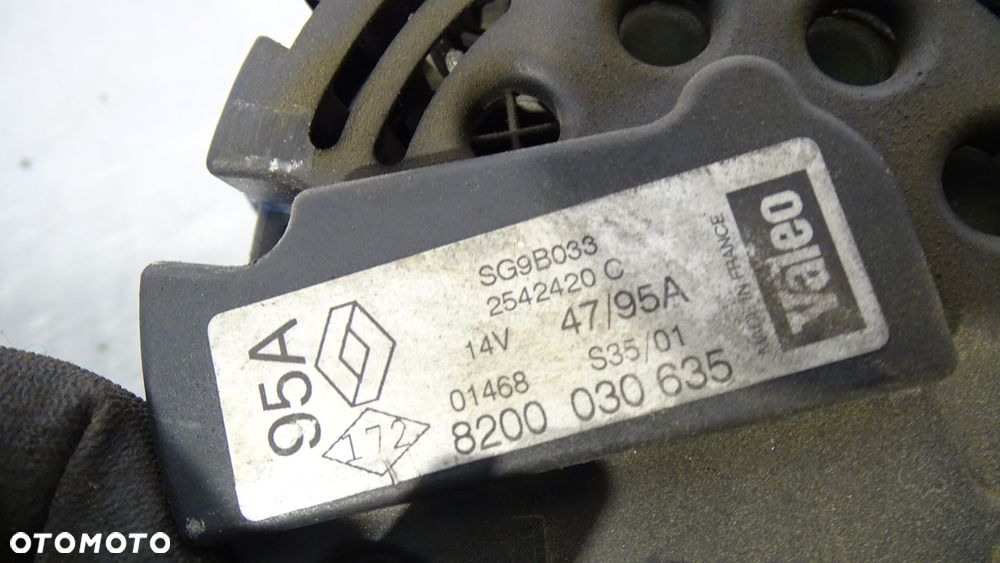 SG9B033
2542420 C
14V 47/95A
01468 S35/01
8200 030 635
95A
172
valeo
MADE IN FRANCE
OTOMOTO